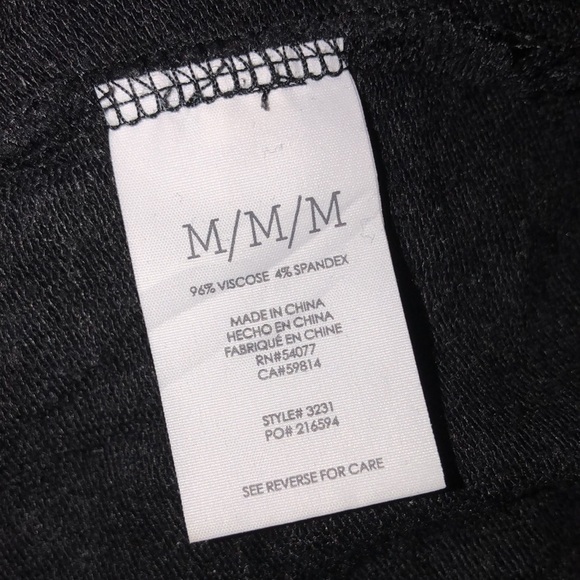 M/M/M
96% VISCOSE 4% SPANDEX
MADE IN CHINA
HECHO EN CHINA
FABRIQUÉ EN CHINE
RN#54077
CA#59814
STYLE# 3231
PO# 216594
SEE REVERSE FOR CARE